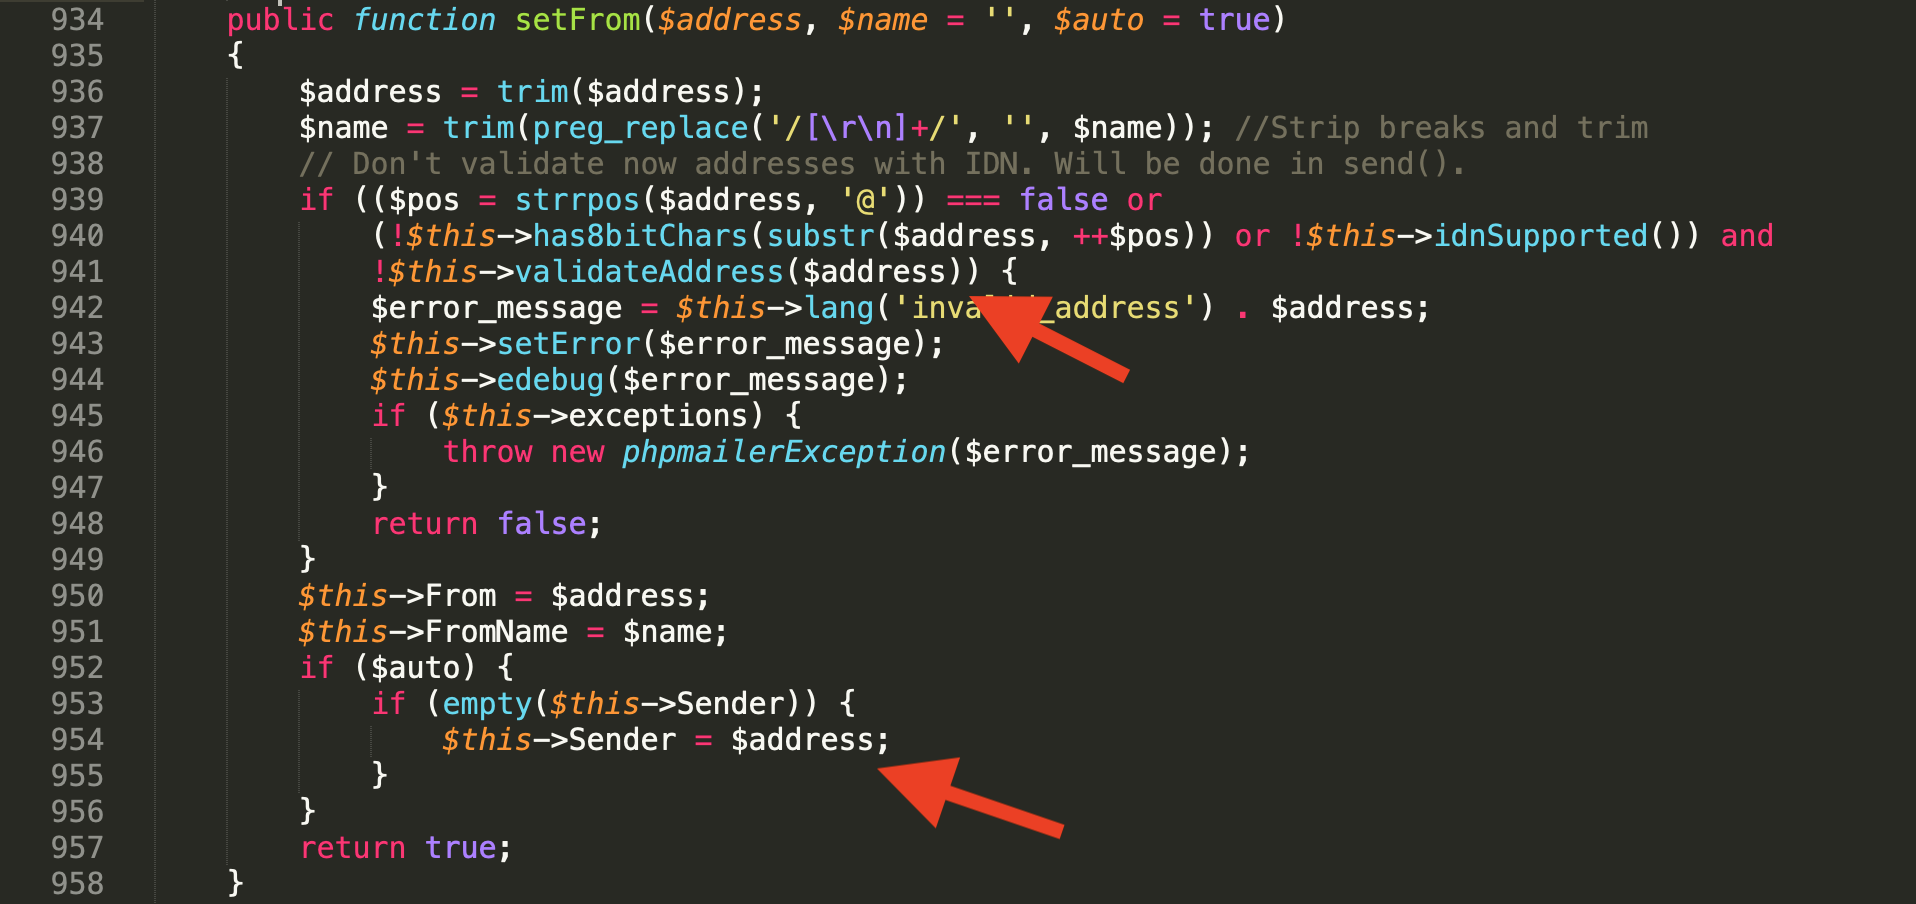 934 public function setFrom($address, $name = '', $auto = true)
935 {
936 $address = trim($address);
937 $name = trim(preg_replace('/[\r\n]+/', '', $name)); //Strip breaks and trim
938 // Don't validate now addresses with IDN. Will be done in send().
939 if (($pos = strrpos($address, '@')) === false or
940 (!$this->has8bitChars(substr($address, ++$pos)) or !$this->idnSupported()) and
941 !$this->validateAddress($address)) {
942 $error_message = $this->lang('invalid_address') . $address;
943 $this->setError($error_message);
944 $this->edebug($error_message);
945 if ($this->exceptions) {
946 throw new phpmailerException($error_message);
947 }
948 return false;
949 }
950 $this->From = $address;
951 $this->FromName = $name;
952 if ($auto) {
953 if (empty($this->Sender)) {
954 $this->Sender = $address;
955 }
956 }
957 return true;
958 }